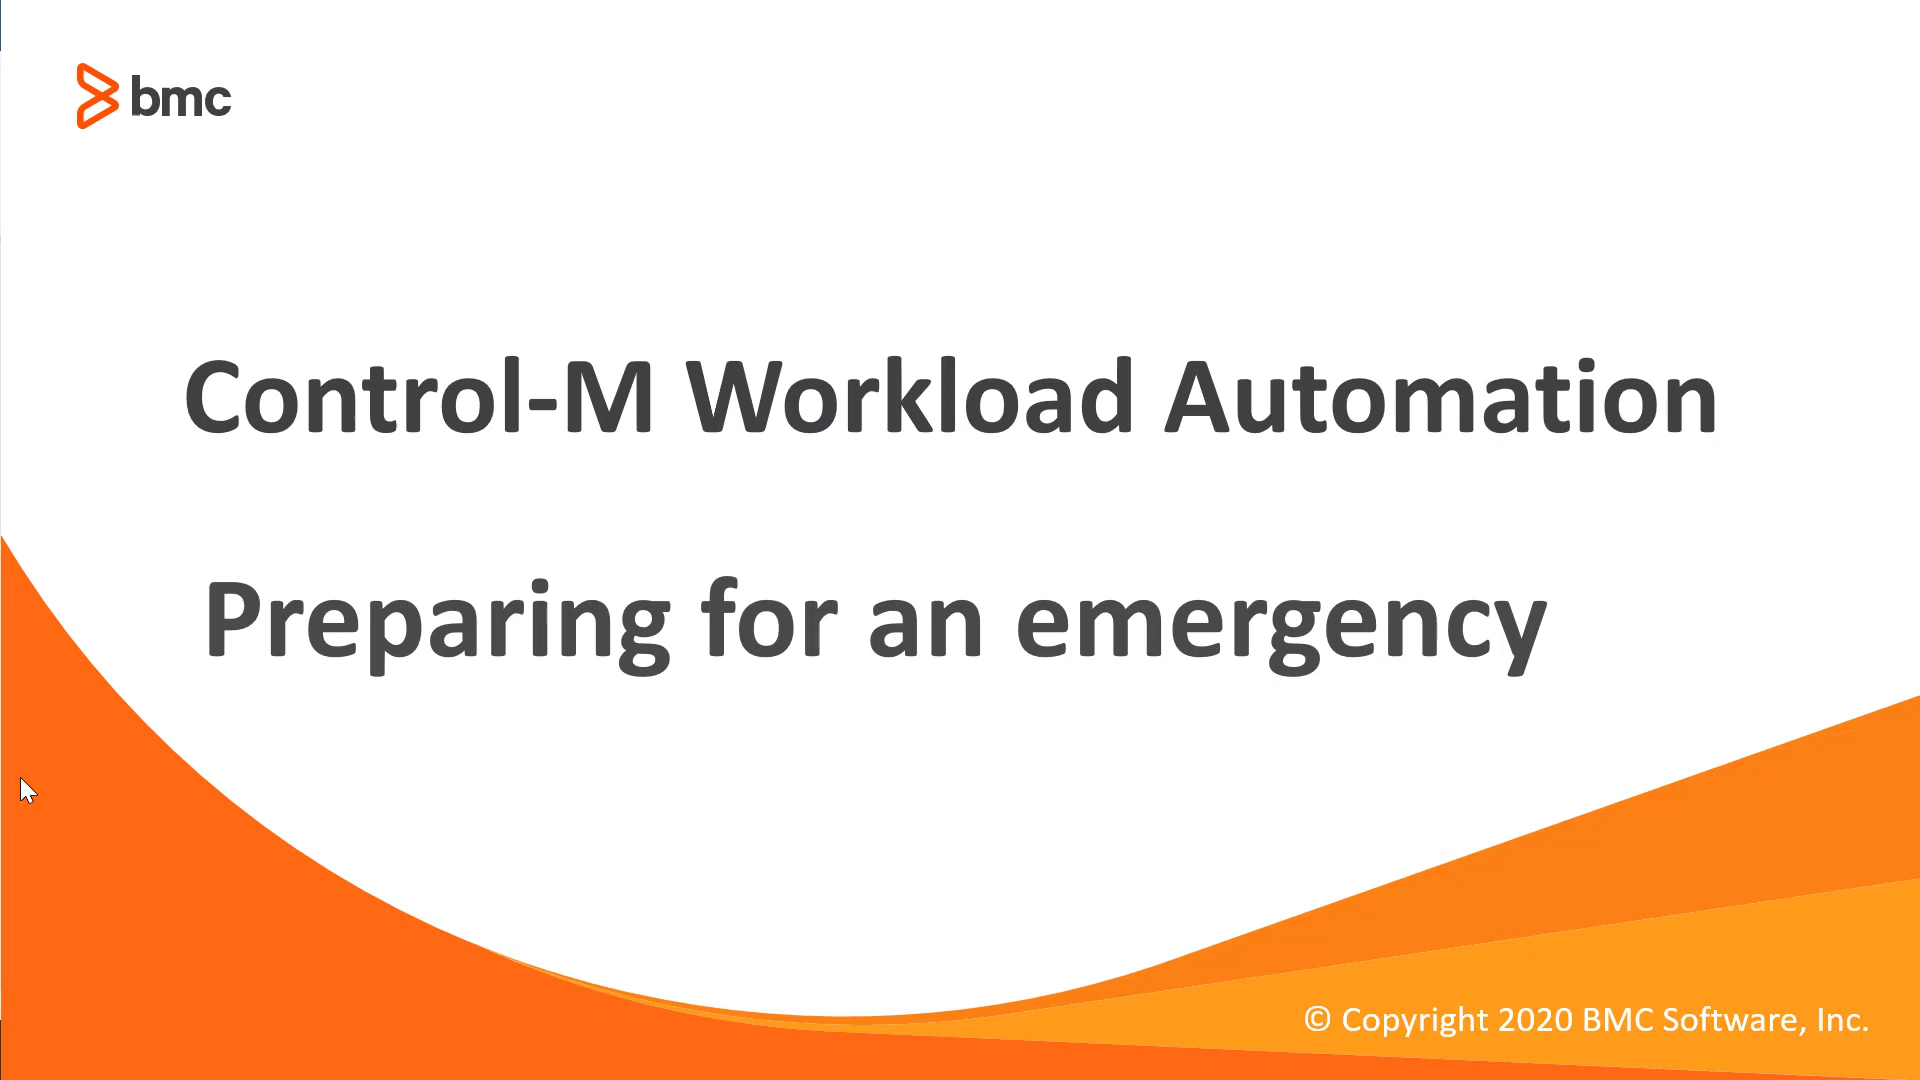 bmc
Control-M Workload Automation
Preparing for an emergency
© Copyright 2020 BMC Software, Inc.